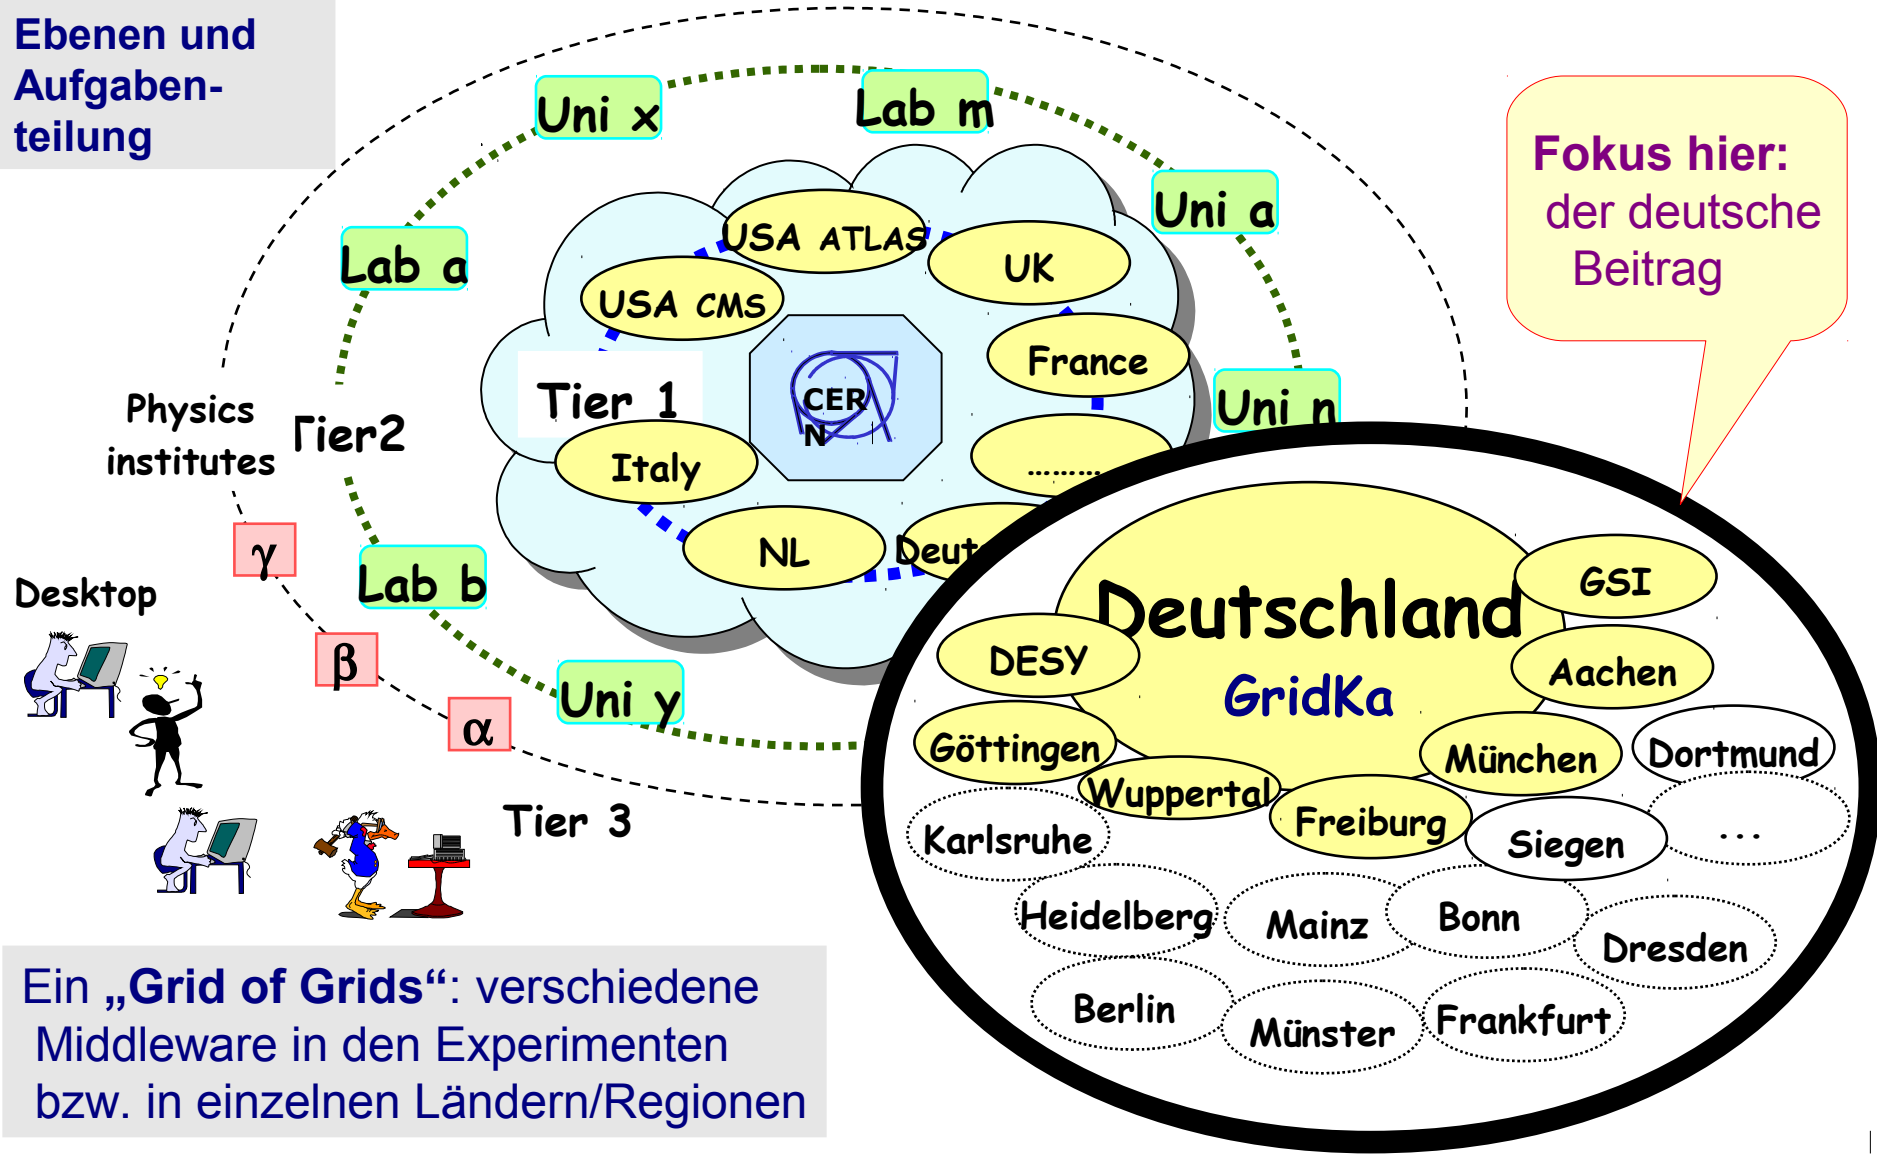 Ebenen und
Aufgaben-
teilung
Uni x
Lab m
Uni a
Lab a
Uni n
USA ATLAS
UK
USA CMS
France
Tier 1
CER
N
Italy
.........
NL
Deut
Physics
institutes
Tier2
Lab b
Uni y
γ
β
α
Desktop
Tier 3
Fokus hier:
der deutsche
Beitrag
Deutschland
GridKa
GSI
DESY
Aachen
Göttingen
München
Dortmund
Wuppertal
Freiburg
Karlsruhe
Siegen
...
Heidelberg
Mainz
Bonn
Dresden
Berlin
Münster
Frankfurt
Ein „Grid of Grids“: verschiedene
Middleware in den Experimenten
bzw. in einzelnen Ländern/Regionen